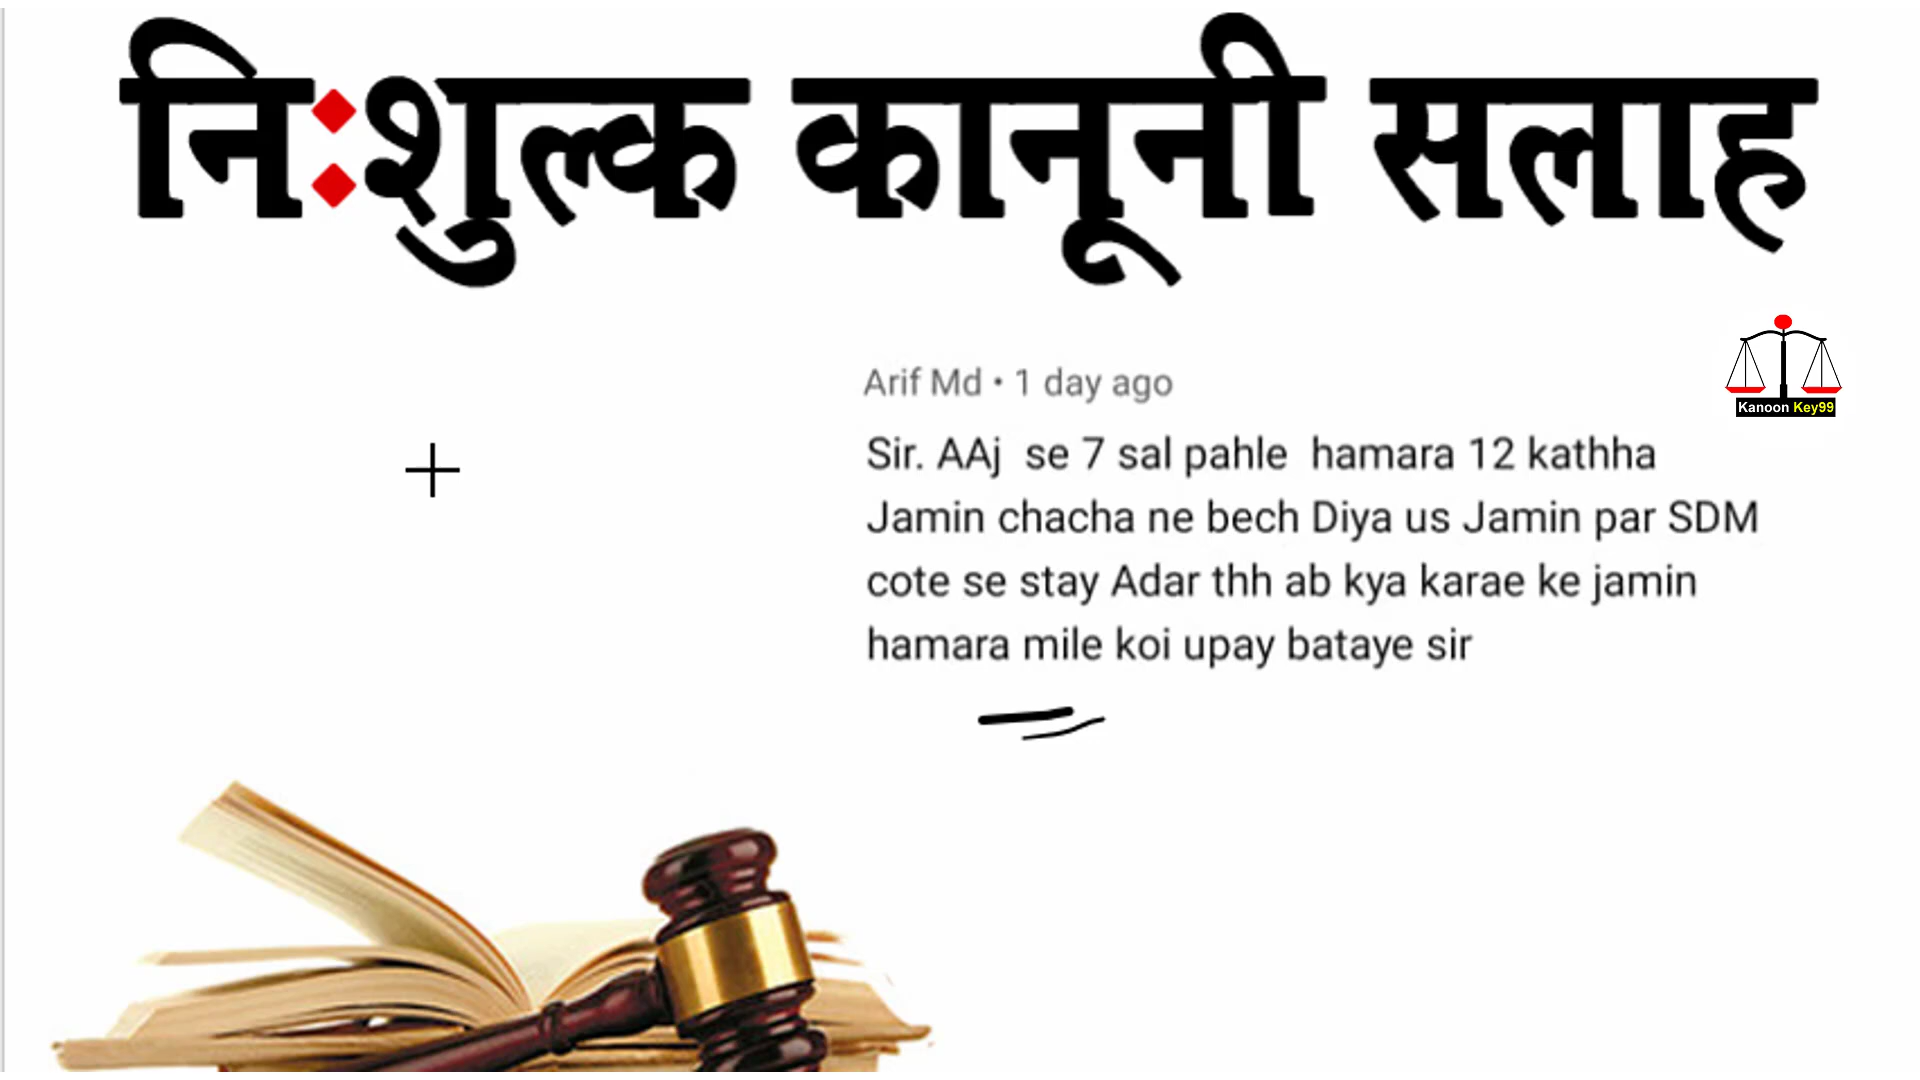 नि:शुल्क कानूनी सलाह
Kanoon Key99
Arif Md • 1 day ago
Sir. AAj se 7 sal pahle hamara 12 kathha
Jamin chacha ne bech Diya us Jamin par SDM
cote se stay Adar thh ab kya karae ke jamin
hamara mile koi upay bataye sir